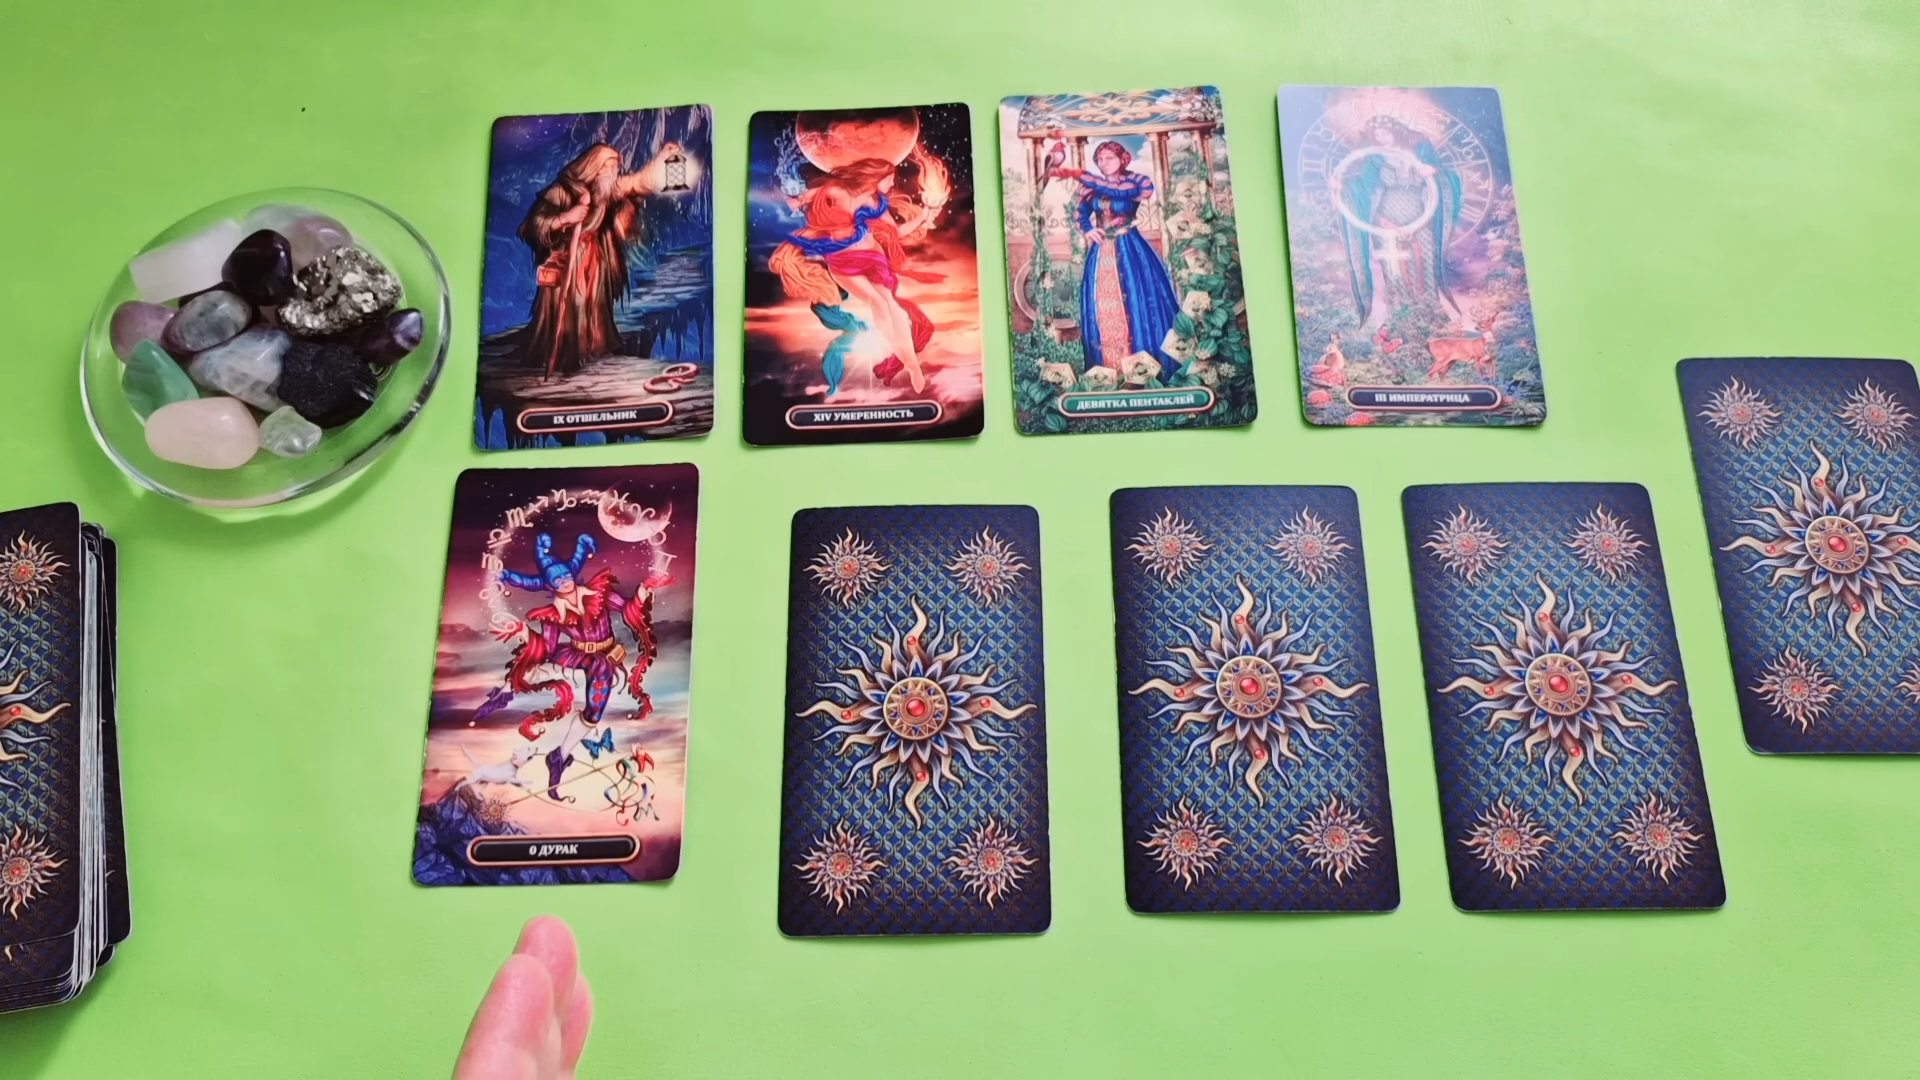 IX ОТШЕЛЬНИК
XIV УМЕРЕННОСТЬ
ДЕВЯТКА ПЕНТАКЛЕЙ
III ИМПЕРАТРИЦА
0 ДУРАК